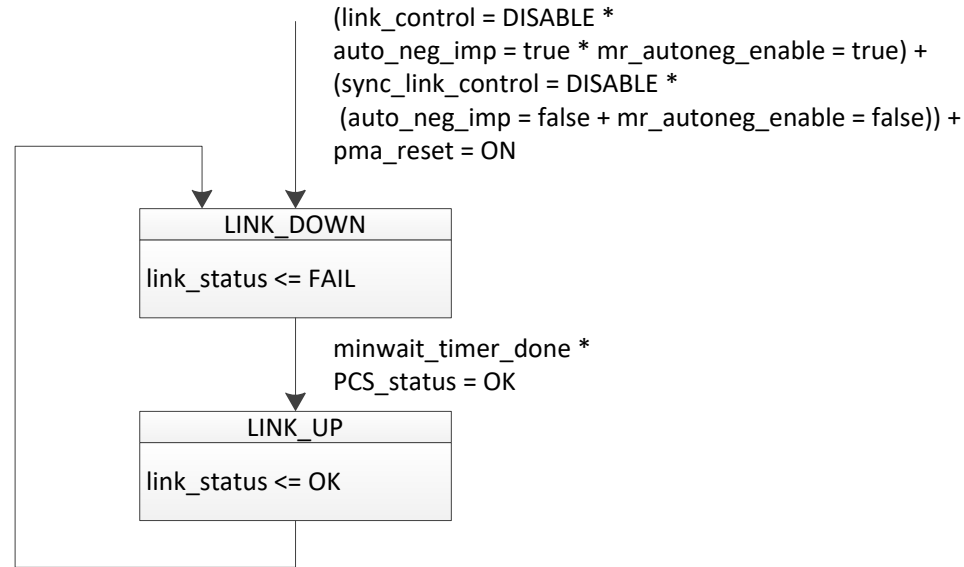 (link_control = DISABLE *
auto_neg_imp = true * mr_autoneg_enable = true) +
(sync_link_control = DISABLE *
(auto_neg_imp = false + mr_autoneg_enable = false)) +
pma_reset = ON
LINK_DOWN
link_status <= FAIL
minwait_timer_done *
PCS_status = OK
LINK_UP
link_status <= OK